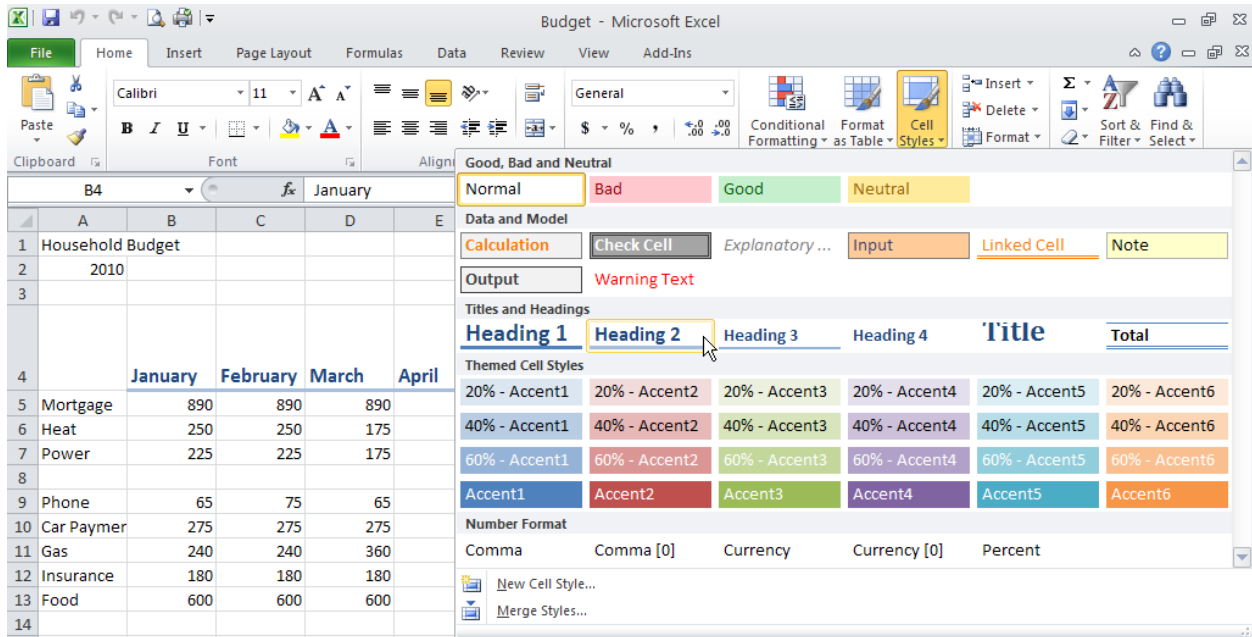 Budget - Microsoft Excel
File Home Insert Page Layout Formulas Data Review View Add-Ins
Calibri 11 A A General Insert Σ
Paste Delete
B I U A $ % , .0 .00 .00 .0 Conditional Format Cell Format Sort & Find &
Formatting as Table Styles Filter Select
Clipboard Font Alignn
B4 fx January
A B C D E
1 Household Budget
2 2010
3
4 January February March April
5 Mortgage 890 890 890
6 Heat 250 250 175
7 Power 225 225 175
8
9 Phone 65 75 65
10 Car Paymer 275 275 275
11 Gas 240 240 360
12 Insurance 180 180 180
13 Food 600 600 600
14
Good, Bad and Neutral
Normal Bad Good Neutral
Data and Model
Calculation Check Cell Explanatory ... Input Linked Cell Note
Output Warning Text
Titles and Headings
Heading 1 Heading 2 Heading 3 Heading 4 Title Total
Themed Cell Styles
20% - Accent1 20% - Accent2 20% - Accent3 20% - Accent4 20% - Accent5 20% - Accent6
40% - Accent1 40% - Accent2 40% - Accent3 40% - Accent4 40% - Accent5 40% - Accent6
60% - Accent1 60% - Accent2 60% - Accent3 60% - Accent4 60% - Accent5 60% - Accent6
Accent1 Accent2 Accent3 Accent4 Accent5 Accent6
Number Format
Comma Comma [0] Currency Currency [0] Percent
New Cell Style...
Merge Styles...